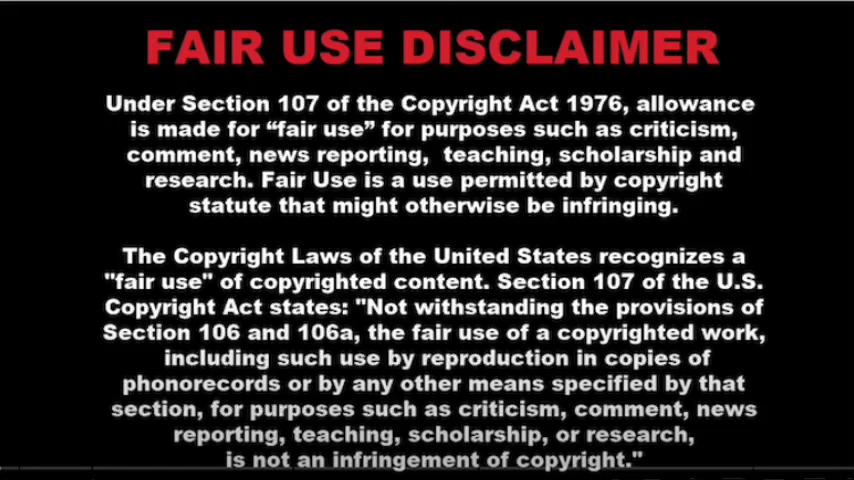 FAIR USE DISCLAIMER
Under Section 107 of the Copyright Act 1976, allowance
is made for “fair use” for purposes such as criticism,
comment, news reporting,  teaching, scholarship and
research. Fair Use is a use permitted by copyright
statute that might otherwise be infringing.
The Copyright Laws of the United States recognizes a
"fair use" of copyrighted content. Section 107 of the U.S.
Copyright Act states: "Not withstanding the provisions of
Section 106 and 106a, the fair use of a copyrighted work,
including such use by reproduction in copies of
phonorecords or by any other means specified by that
section, for purposes such as criticism, comment, news
reporting, teaching, scholarship, or research,
is not an infringement of copyright."